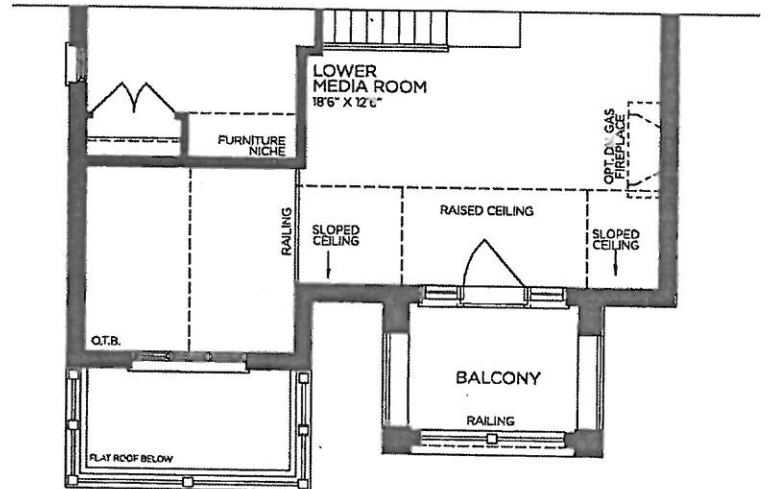 LOWER
MEDIA ROOM
18'6" X 12'6"
FURNITURE
NICHE
OPT. DV. GAS
FIREPLACE
RAILING
SLOPED
CEILING
RAISED CEILING
SLOPED
CEILING
O.T.B.
BALCONY
RAILING
FLAT ROOF BELOW